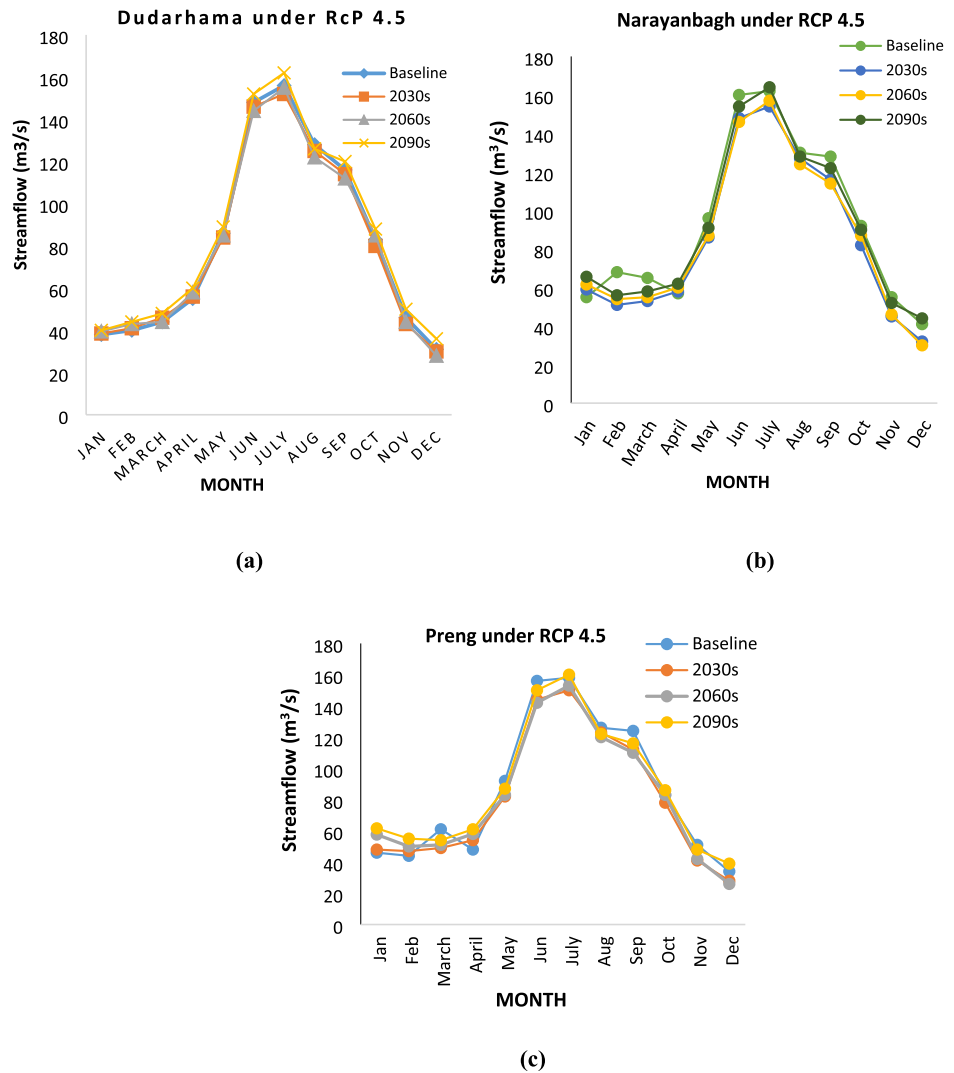 Dudarhama under RcP 4.5
180
160
140
120
100
80
60
40
20
0
Streamflow (m3/s)
Baseline
2030s
2060s
2090s
JAN
FEB
MARCH
APRIL
MAY
JUN
JULY
AUG
SEP
OCT
NOV
DEC
MONTH
(a)
Narayanbagh under RCP 4.5
180
160
140
120
100
80
60
40
20
0
Streamflow (m³/s)
Baseline
2030s
2060s
2090s
Jan
Feb
March
April
May
Jun
July
Aug
Sep
Oct
Nov
Dec
MONTH
(b)
Preng under RCP 4.5
180
160
140
120
100
80
60
40
20
0
Streamflow (m³/s)
Baseline
2030s
2060s
2090s
Jan
Feb
March
April
May
Jun
July
Aug
Sep
Oct
Nov
Dec
MONTH
(c)